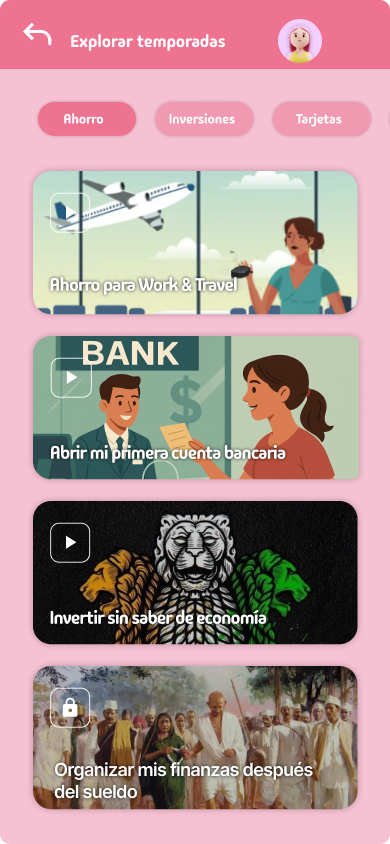 Explorar temporadas
Ahorro
Inversiones
Tarjetas
Ahorro para Work & Travel
BANK
$
Abrir mi primera cuenta bancaria
Invertir sin saber de economía
Organizar mis finanzas después
del sueldo